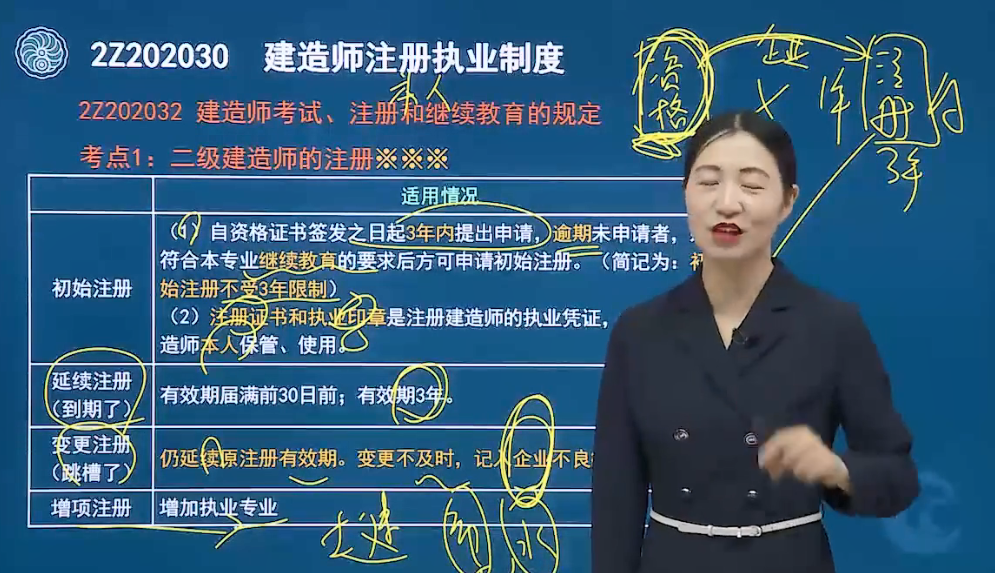 2Z202030 建造师注册执业制度
2Z202032 建造师考试、注册和继续教育的规定
考点1：二级建造师的注册※※※
适用情况
初始注册
（1）自资格证书签发之日起3年内提出申请，逾期未申请者，
符合本专业继续教育的要求后方可申请初始注册。（简记为：初
始注册不受3年限制）
（2）注册证书和执业印章是注册建造师的执业凭证，
造师本人保管、使用。
延续注册
（到期了）
有效期届满前30日前；有效期3年。
变更注册
（跳槽了）
仍延续原注册有效期。变更不及时，记入企业不良
增项注册
增加执业专业
本人
资格
企业
注册
3年